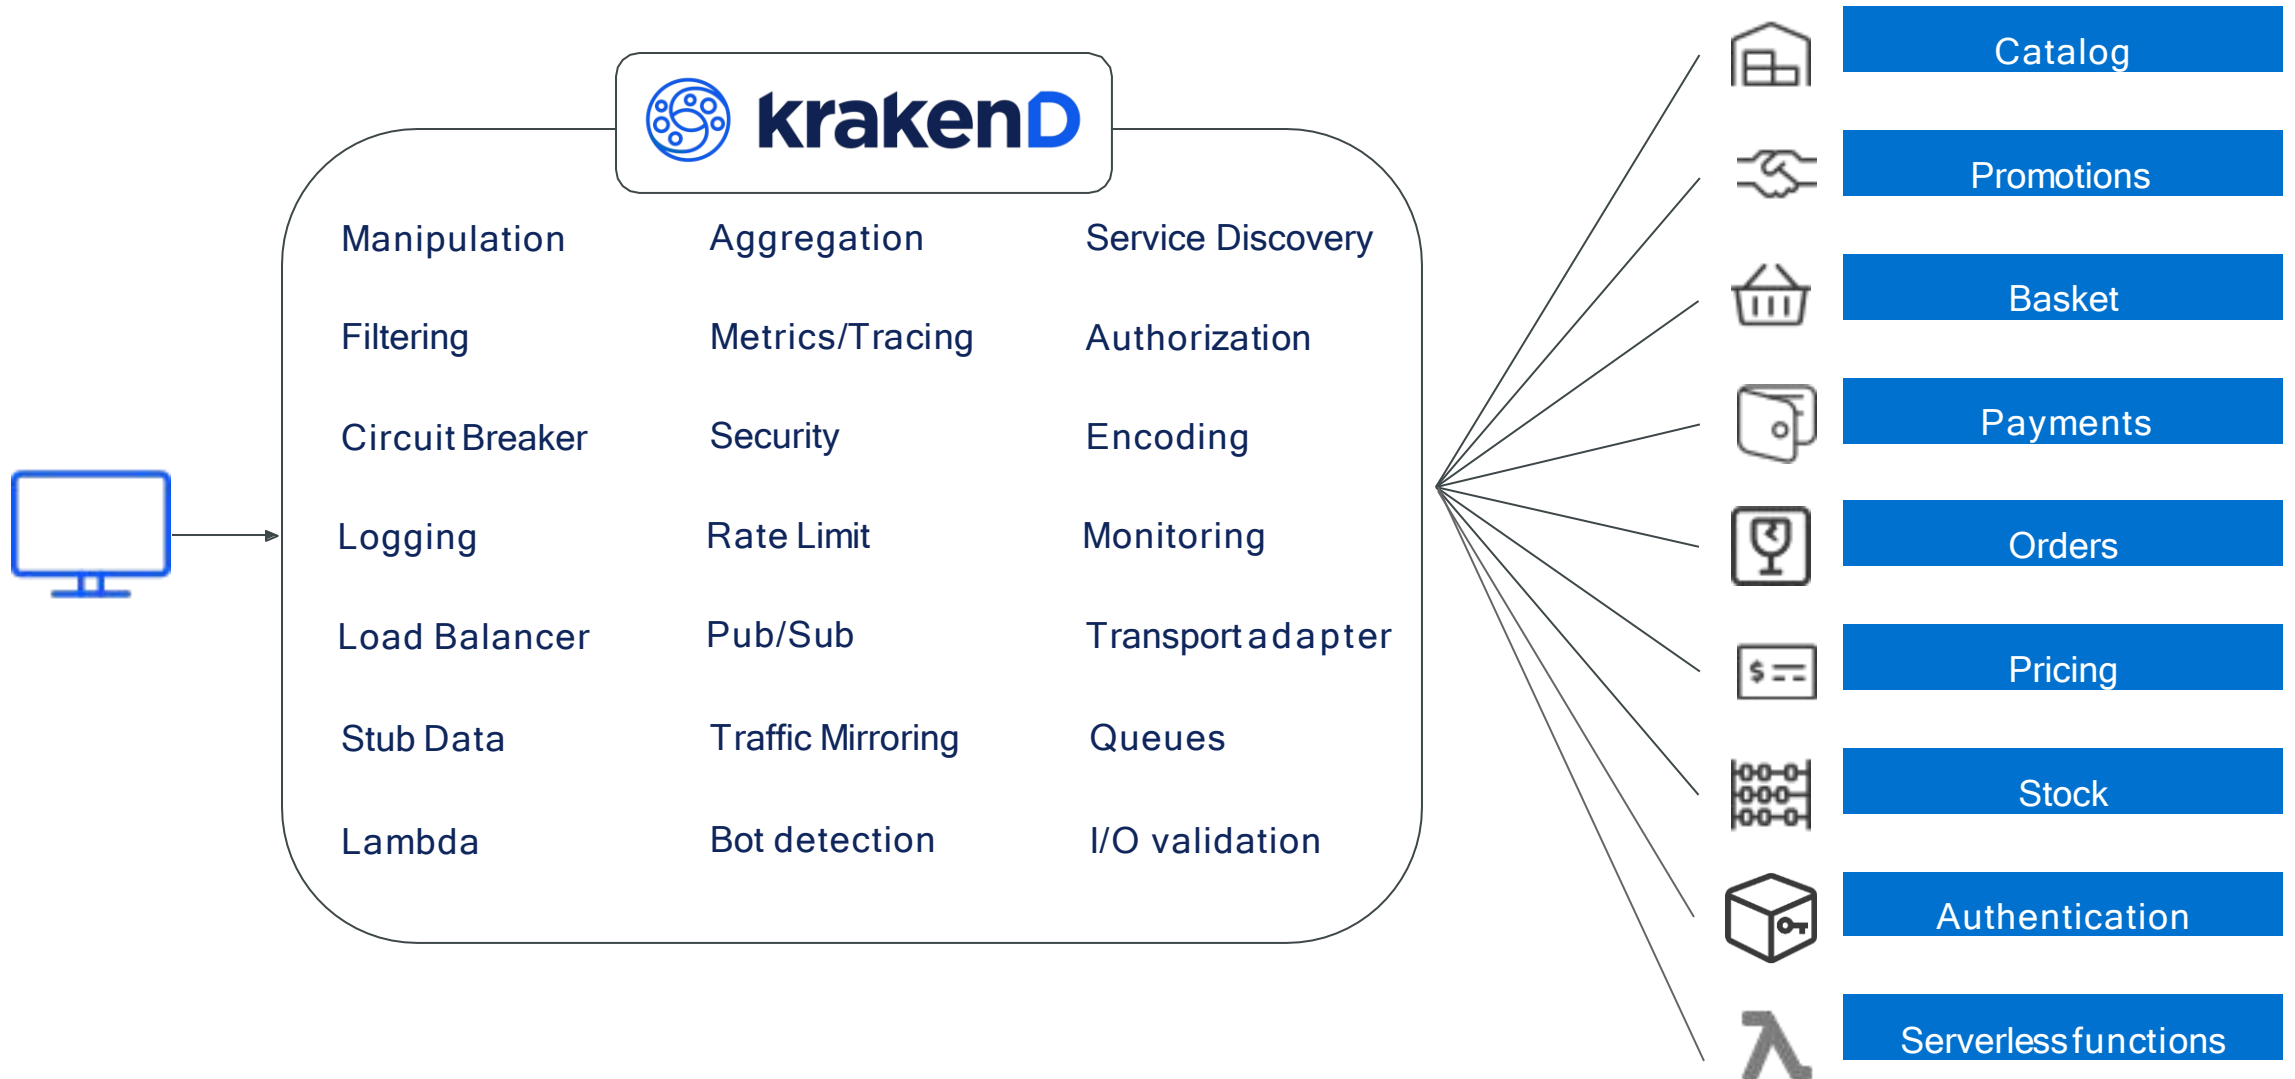 krakenD
Manipulation
Aggregation
Service Discovery
Filtering
Metrics/Tracing
Authorization
Circuit Breaker
Security
Encoding
Logging
Rate Limit
Monitoring
Load Balancer
Pub/Sub
Transport adapter
Stub Data
Traffic Mirroring
Queues
Lambda
Bot detection
I/O validation
Catalog
Promotions
Basket
Payments
Orders
$
Pricing
Stock
Authentication
Serverless functions